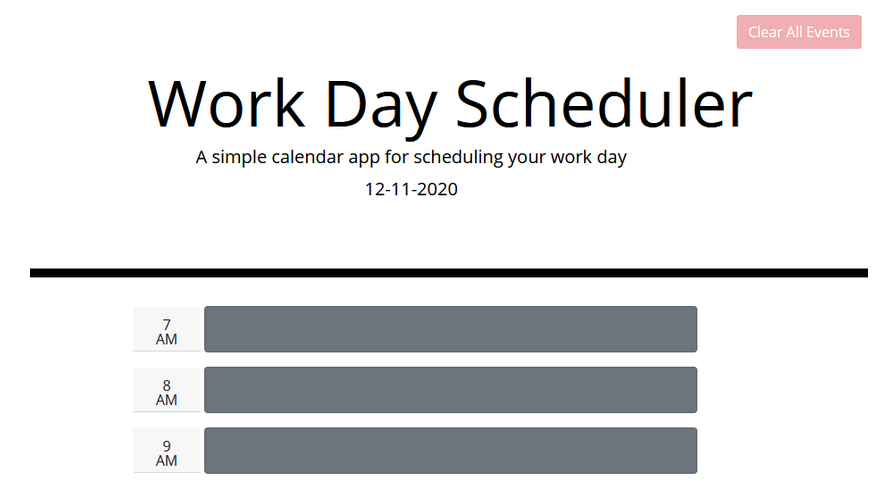 Clear All Events
Work Day Scheduler
A simple calendar app for scheduling your work day
12-11-2020
7
AM
8
AM
9
AM